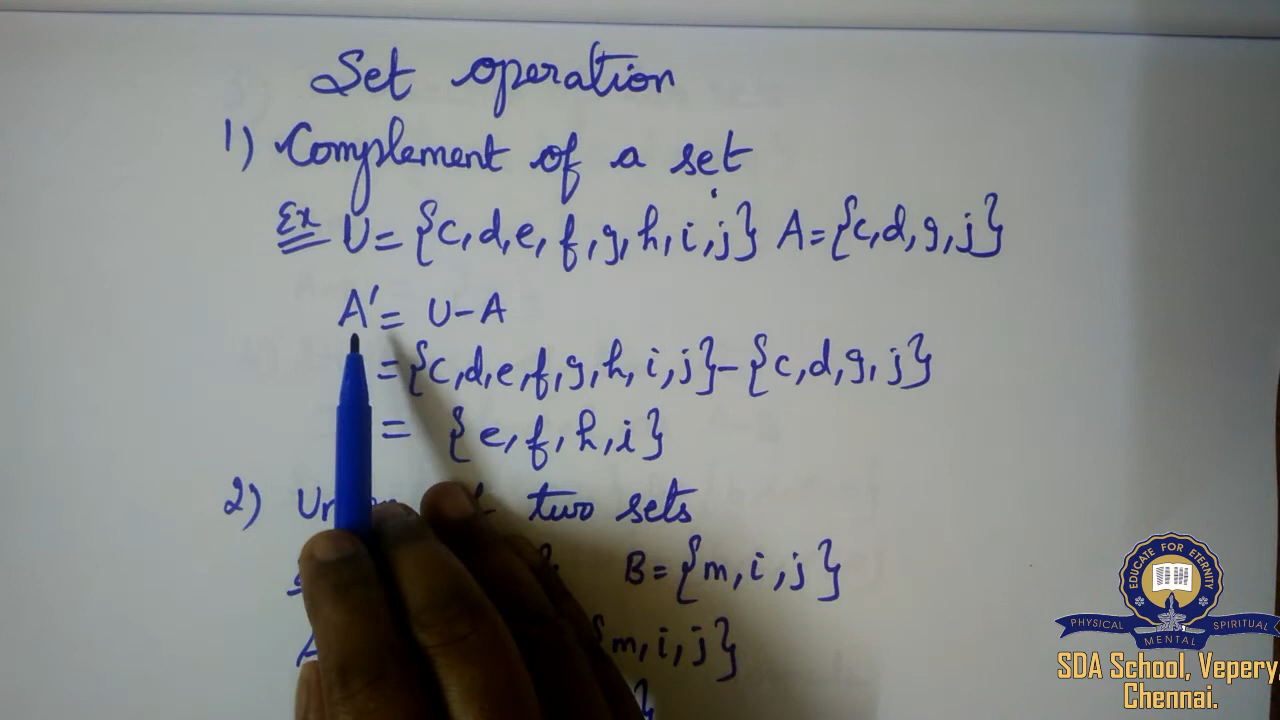 Set operation
1) Complement of a set
Ex U = {c, d, e, f, g, h, i, j} A = {c, d, g, j}
A' = U - A
= {c, d, e, f, g, h, i, j} - {c, d, g, j}
= {e, f, h, i}
2) two sets
B = {m, i, j}
{m, i, j}
}
EDUCATE FOR ETERNITY
PHYSICAL MENTAL SPIRITUAL
SDA School, Vepery,
Chennai.